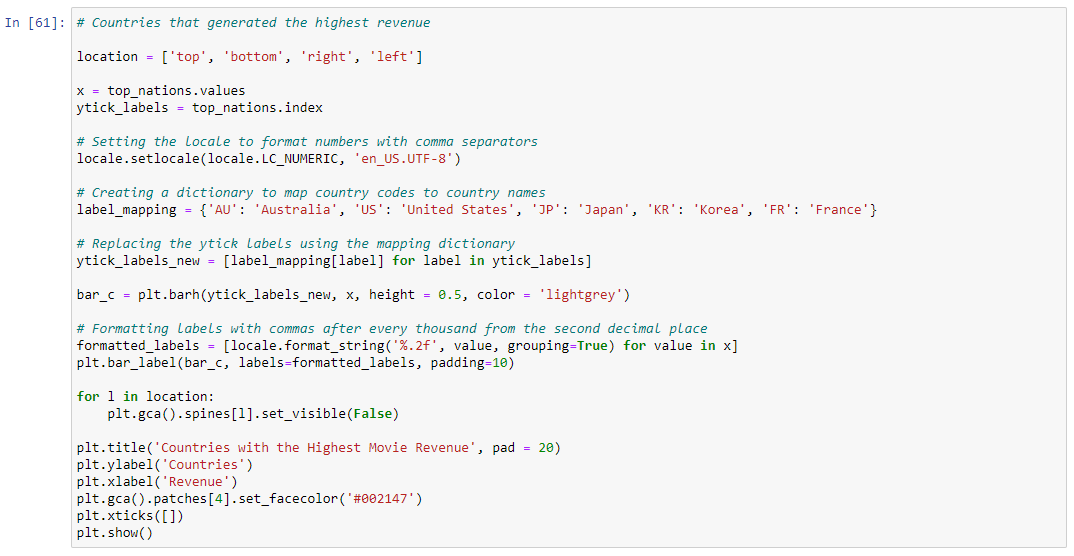 In [61]: # Countries that generated the highest revenue
location = ['top', 'bottom', 'right', 'left']
x = top_nations.values
ytick_labels = top_nations.index
# Setting the locale to format numbers with comma separators
locale.setlocale(locale.LC_NUMERIC, 'en_US.UTF-8')
# Creating a dictionary to map country codes to country names
label_mapping = {'AU': 'Australia', 'US': 'United States', 'JP': 'Japan', 'KR': 'Korea', 'FR': 'France'}
# Replacing the ytick labels using the mapping dictionary
ytick_labels_new = [label_mapping[label] for label in ytick_labels]
bar_c = plt.barh(ytick_labels_new, x, height = 0.5, color = 'lightgrey')
# Formatting labels with commas after every thousand from the second decimal place
formatted_labels = [locale.format_string('%.2f', value, grouping=True) for value in x]
plt.bar_label(bar_c, labels=formatted_labels, padding=10)
for l in location:
    plt.gca().spines[l].set_visible(False)
plt.title('Countries with the Highest Movie Revenue', pad = 20)
plt.ylabel('Countries')
plt.xlabel('Revenue')
plt.gca().patches[4].set_facecolor('#002147')
plt.xticks([])
plt.show()